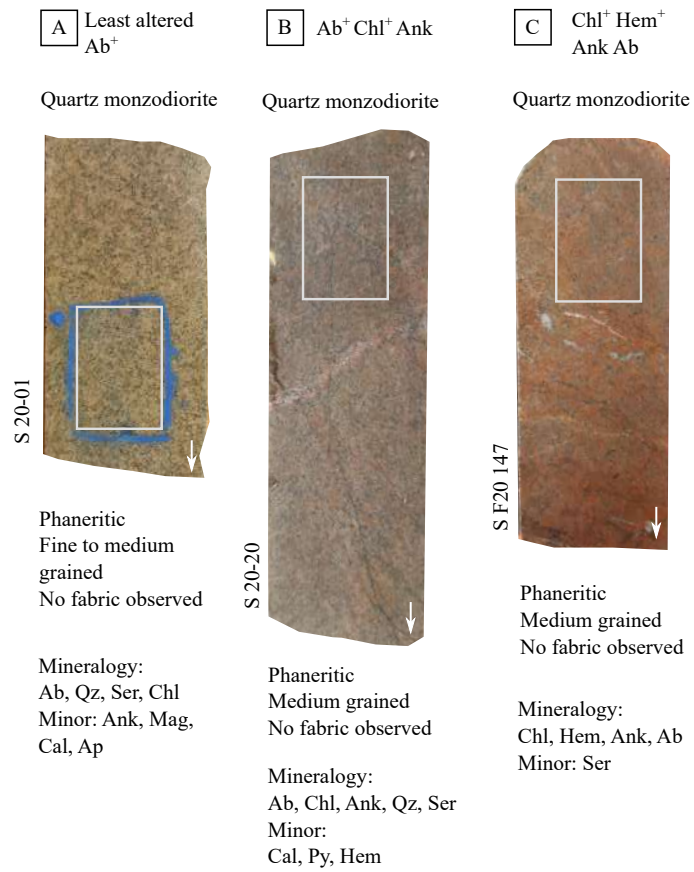 A
Least altered
Ab⁺
Quartz monzodiorite
S 20-01
Phaneritic
Fine to medium
grained
No fabric observed
Mineralogy:
Ab, Qz, Ser, Chl
Minor: Ank, Mag,
Cal, Ap
B
Ab⁺ Chl⁺ Ank
Quartz monzodiorite
S 20-20
Phaneritic
Medium grained
No fabric observed
Mineralogy:
Ab, Chl, Ank, Qz, Ser
Minor:
Cal, Py, Hem
C
Chl⁺ Hem⁺
Ank Ab
Quartz monzodiorite
S F20 147
Phaneritic
Medium grained
No fabric observed
Mineralogy:
Chl, Hem, Ank, Ab
Minor: Ser